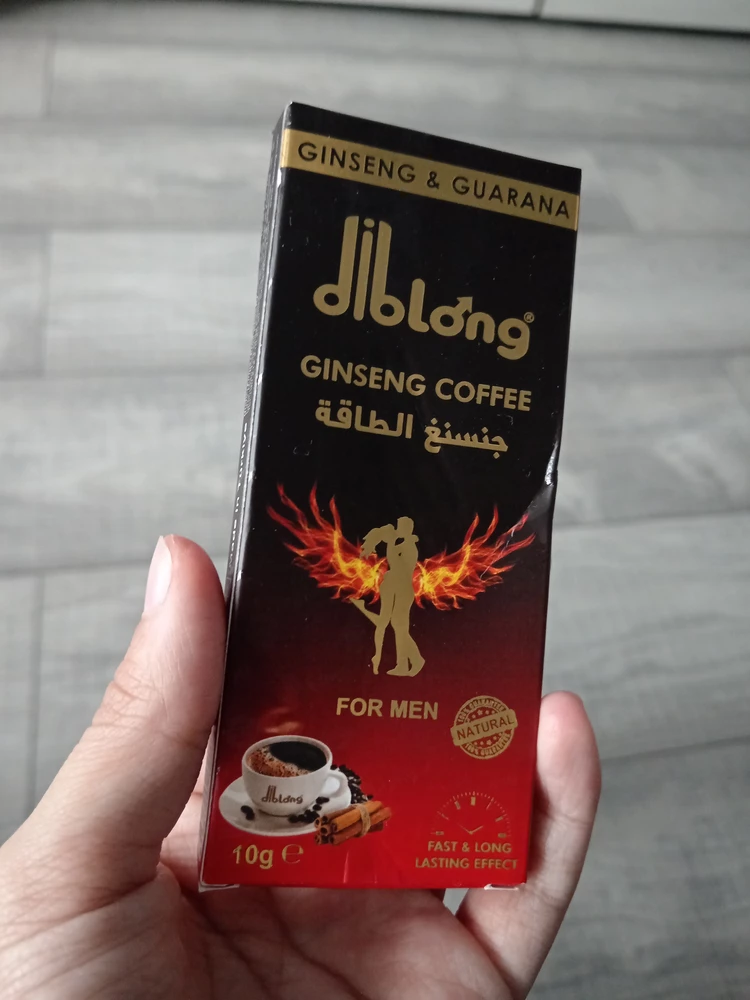 GINSENG & GUARANA
diblong®
GINSENG COFFEE
جنسنغ الطاقة
FOR MEN
NATURAL
diblong
10g ℮
FAST & LONG
LASTING EFFECT